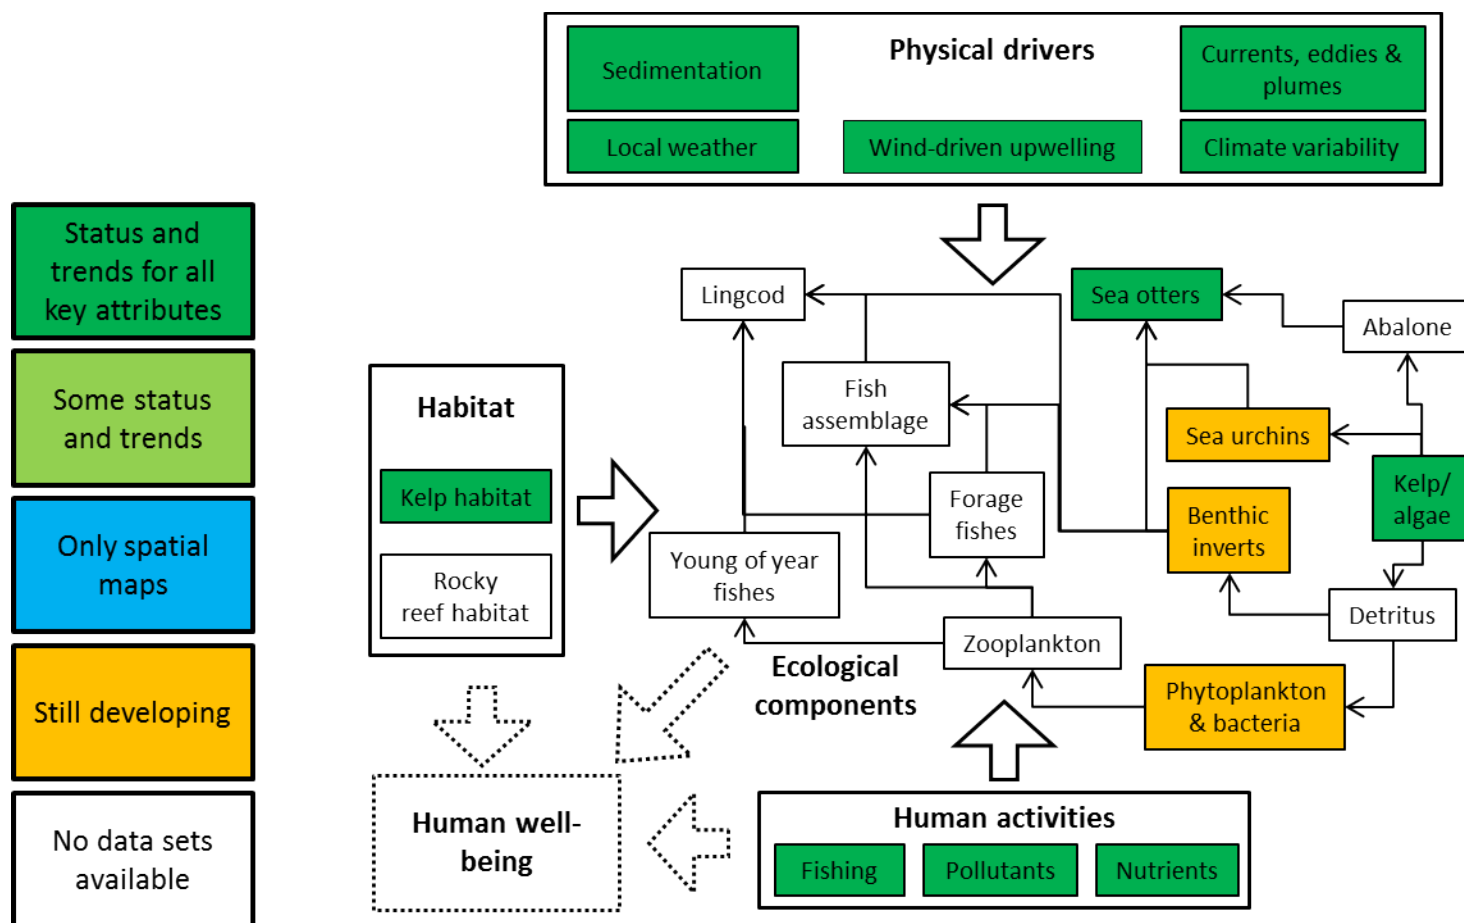 Physical drivers
Sedimentation
Currents, eddies &
plumes
Local weather
Wind-driven upwelling
Climate variability
Status and
trends for all
key attributes
Some status
and trends
Only spatial
maps
Still developing
No data sets
available
Habitat
Kelp habitat
Rocky
reef habitat
Lingcod
Sea otters
Abalone
Fish
assemblage
Sea urchins
Forage
fishes
Benthic
inverts
Kelp/
algae
Young of year
fishes
Detritus
Zooplankton
Ecological
components
Phytoplankton
& bacteria
Human well-
being
Human activities
Fishing
Pollutants
Nutrients